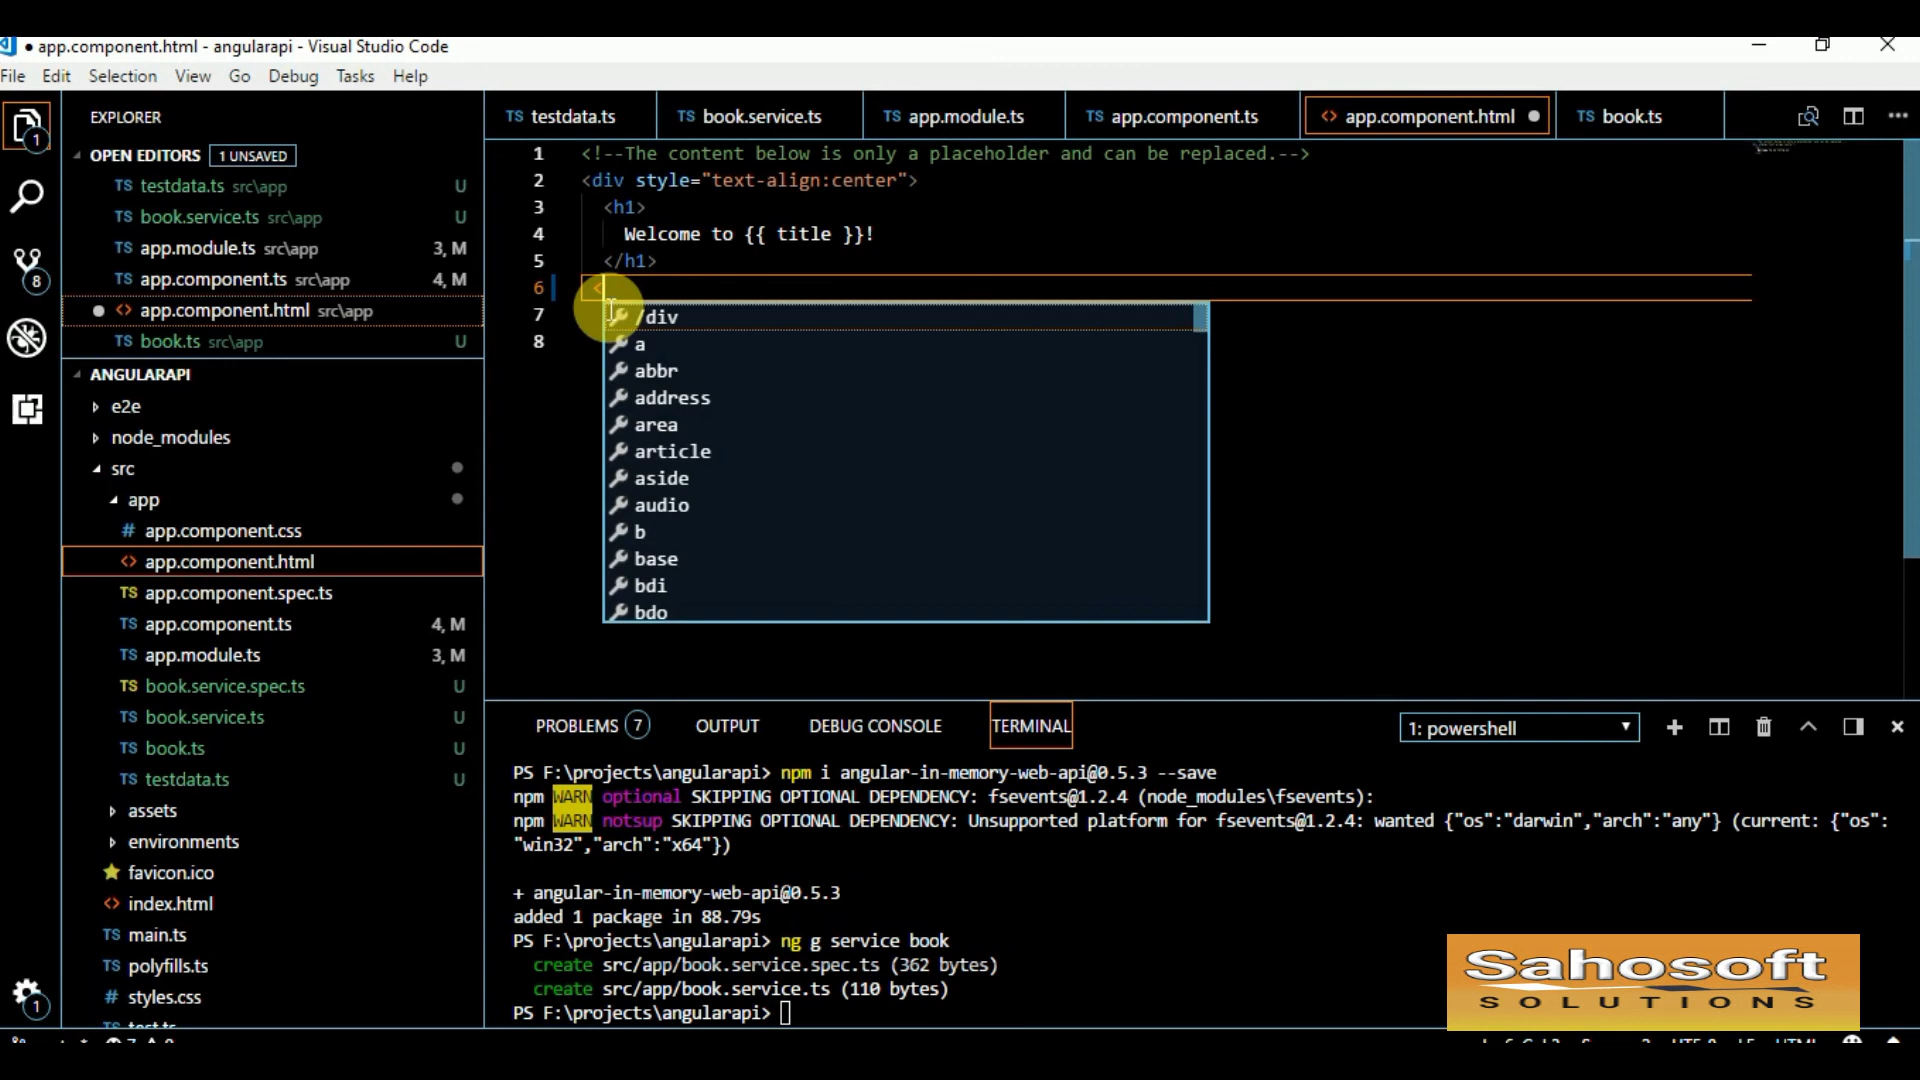 app.component.html - angularapi - Visual Studio Code
File Edit Selection View Go Debug Tasks Help
EXPLORER
OPEN EDITORS 1 UNSAVED
TS testdata.ts src\app U
TS book.service.ts src\app U
TS app.module.ts src\app 3, M
TS app.component.ts src\app 4, M
<> app.component.html src\app
TS book.ts src\app U
ANGULARAPI
e2e
node_modules
src
app
# app.component.css
<> app.component.html
TS app.component.spec.ts
TS app.component.ts 4, M
TS app.module.ts 3, M
TS book.service.spec.ts U
TS book.service.ts U
TS book.ts U
TS testdata.ts U
assets
environments
favicon.ico
<> index.html
TS main.ts
TS polyfills.ts
# styles.css
TS test.ts
1
8
1
TS testdata.ts TS book.service.ts TS app.module.ts TS app.component.ts <> app.component.html TS book.ts
1 <!--The content below is only a placeholder and can be replaced.-->
2 <div style="text-align:center">
3 <h1>
4 Welcome to {{ title }}!
5 </h1>
6 <
7
8
/div
a
abbr
address
area
article
aside
audio
b
base
bdi
bdo
PROBLEMS 7 OUTPUT DEBUG CONSOLE TERMINAL 1: powershell
PS F:\projects\angularapi> npm i angular-in-memory-web-api@0.5.3 --save
npm WARN optional SKIPPING OPTIONAL DEPENDENCY: fsevents@1.2.4 (node_modules\fsevents):
npm WARN notsup SKIPPING OPTIONAL DEPENDENCY: Unsupported platform for fsevents@1.2.4: wanted {"os":"darwin","arch":"any"} (current: {"os":
"win32","arch":"x64"})
+ angular-in-memory-web-api@0.5.3
added 1 package in 88.79s
PS F:\projects\angularapi> ng g service book
create src/app/book.service.spec.ts (362 bytes)
create src/app/book.service.ts (110 bytes)
PS F:\projects\angularapi>
Sahosoft
SOLUTIONS